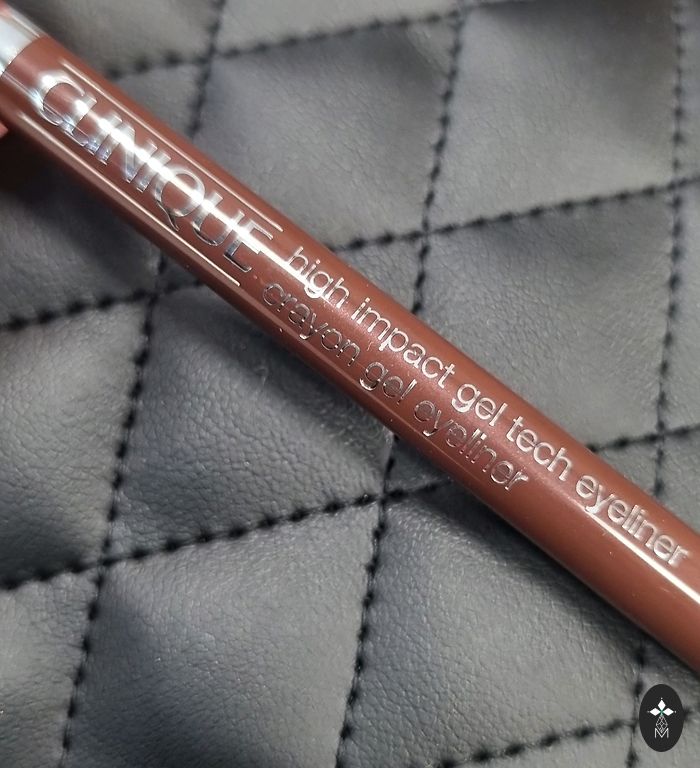 CLINIQUE
high impact gel tech eyeliner
crayon gel eyeliner
M